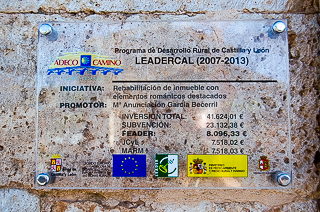 Programa de Desarrollo Rural de Castilla y León
ADECO CAMINO
LEADERCAL (2007-2013)
INICIATIVA: Rehabilitación de inmueble con
elementos románicos destacados
PROMOTOR: Mª Anunciación García Becerril
INVERSIÓN TOTAL: 41.624,01 €
SUBVENCIÓN: 23.132,38 €
FEADER: 8.096,33 €
JCyL: 7.518,02 €
MARM: 7.518,03 €